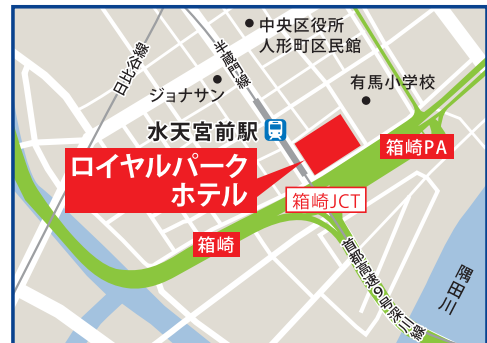 中央区役所
人形町区民館
日比谷線
半蔵門線
ジョナサン
有馬小学校
水天宮前駅
箱崎PA
ロイヤルパーク
ホテル
箱崎JCT
箱崎
首都高速9号深川線
隅田川